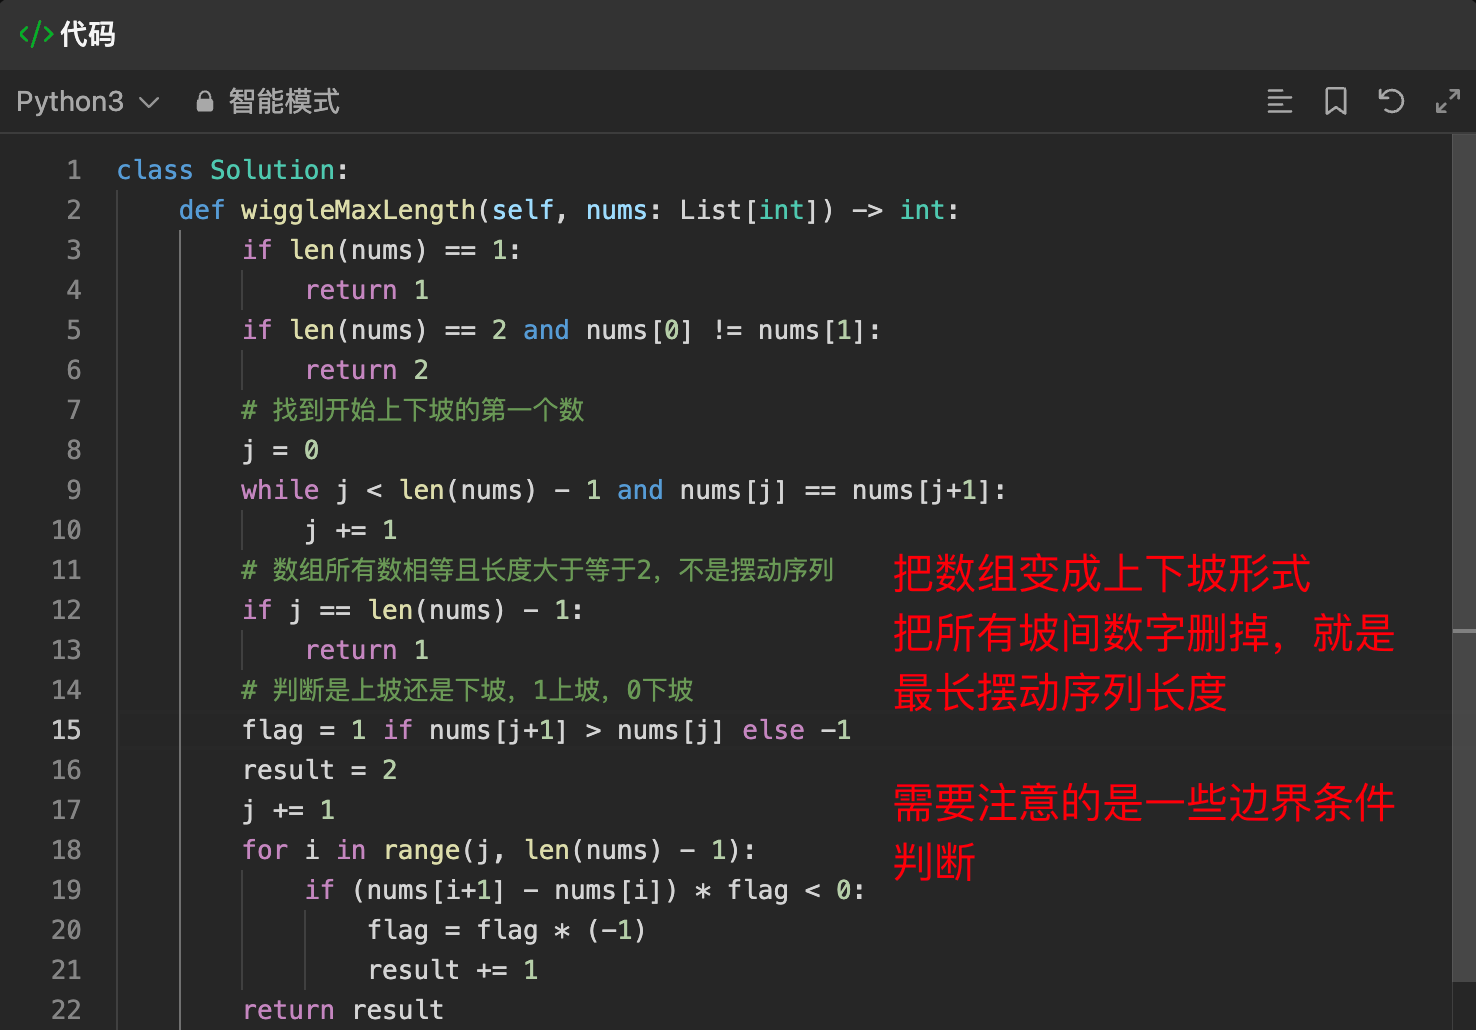 </> 代码
Python3 智能模式
1 class Solution:
2     def wiggleMaxLength(self, nums: List[int]) -> int:
3         if len(nums) == 1:
4             return 1
5         if len(nums) == 2 and nums[0] != nums[1]:
6             return 2
7         # 找到开始上下坡的第一个数
8         j = 0
9         while j < len(nums) - 1 and nums[j] == nums[j+1]:
10             j += 1
11         # 数组所有数相等且长度大于等于2，不是摆动序列
12         if j == len(nums) - 1:
13             return 1
14         # 判断是上坡还是下坡，1上坡，0下坡
15         flag = 1 if nums[j+1] > nums[j] else -1
16         result = 2
17         j += 1
18         for i in range(j, len(nums) - 1):
19             if (nums[i+1] - nums[i]) * flag < 0:
20                 flag = flag * (-1)
21                 result += 1
22         return result
把数组变成上下坡形式
把所有坡间数字删掉，就是
最长摆动序列长度
需要注意的是一些边界条件
判断